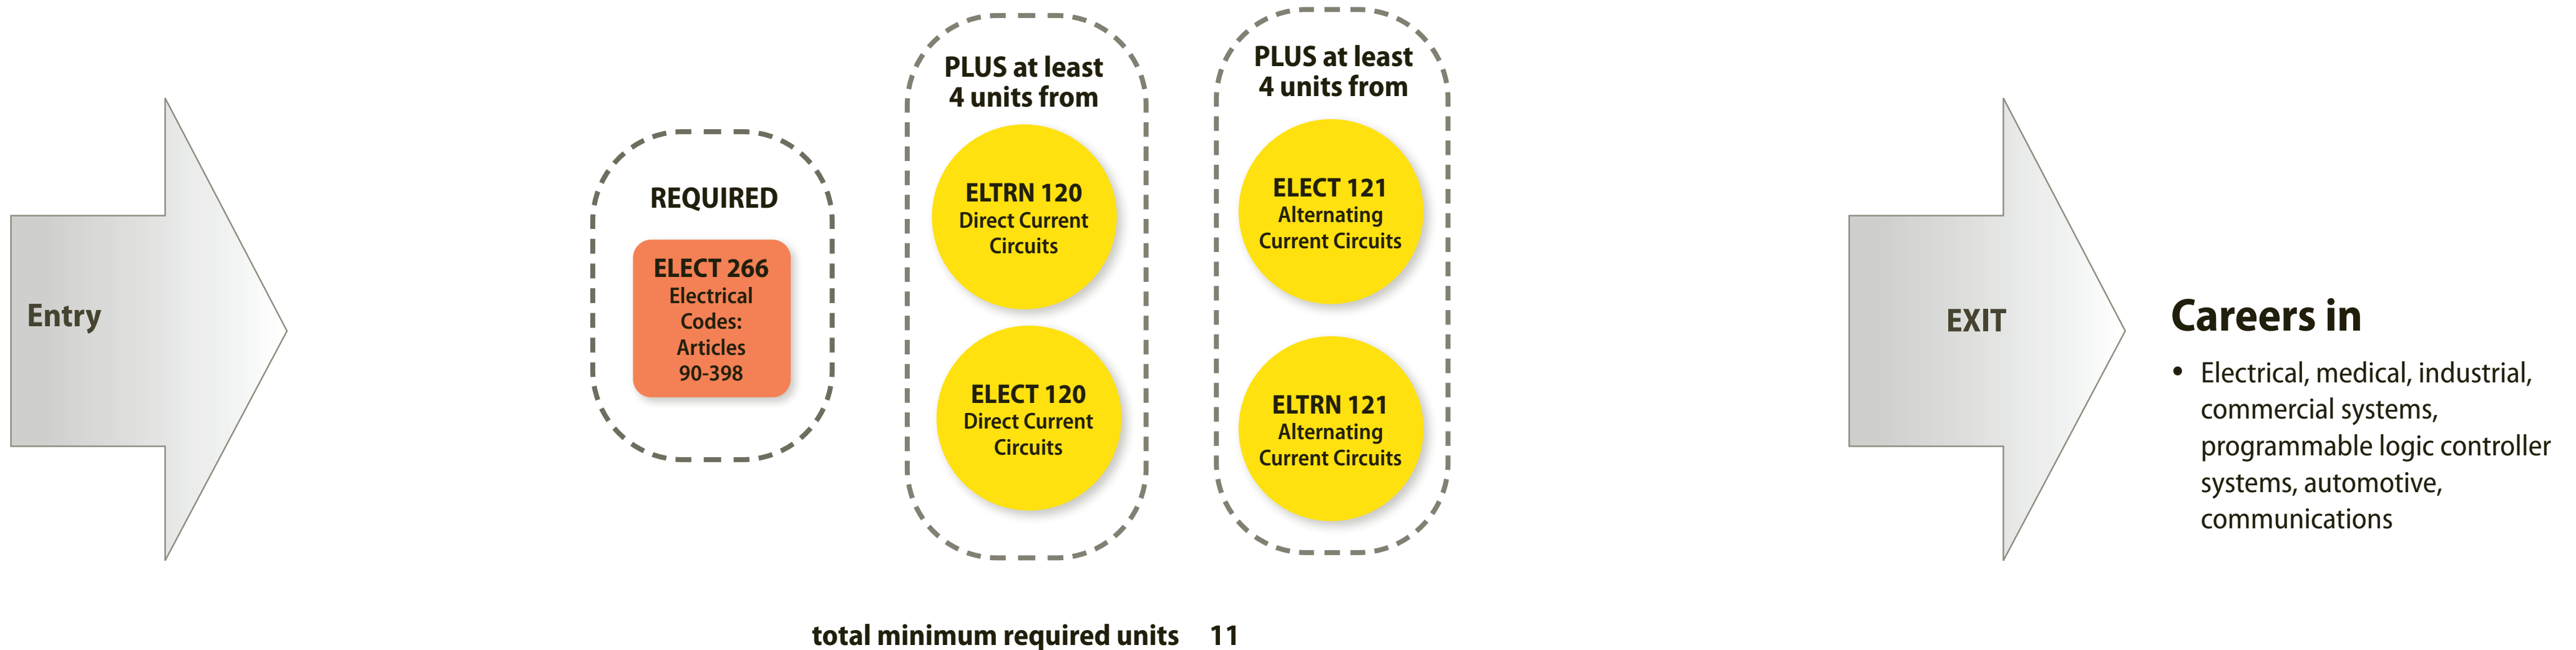 Entry
REQUIRED
ELECT 266
Electrical
Codes:
Articles
90-398
PLUS at least
4 units from
ELTRN 120
Direct Current
Circuits
ELECT 120
Direct Current
Circuits
PLUS at least
4 units from
ELECT 121
Alternating
Current Circuits
ELTRN 121
Alternating
Current Circuits
EXIT
Careers in
• Electrical, medical, industrial,
commercial systems,
programmable logic controller
systems, automotive,
communications
total minimum required units 11